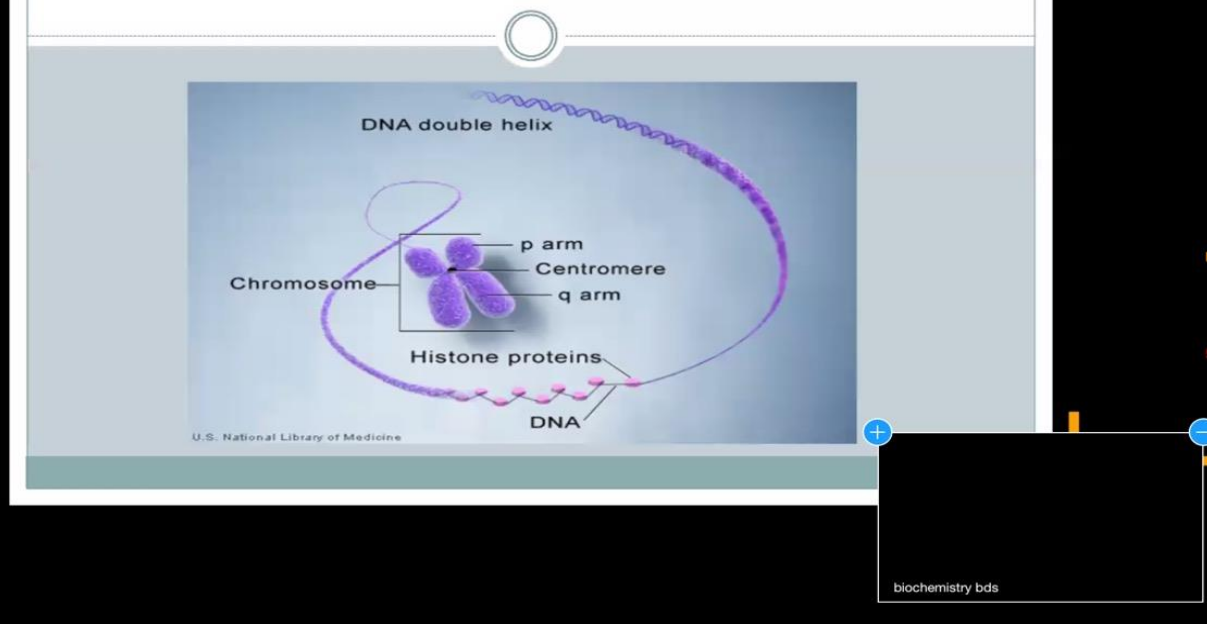 DNA double helix
p arm
Centromere
Chromosome
q arm
Histone proteins
DNA
U.S. National Library of Medicine
biochemistry bds